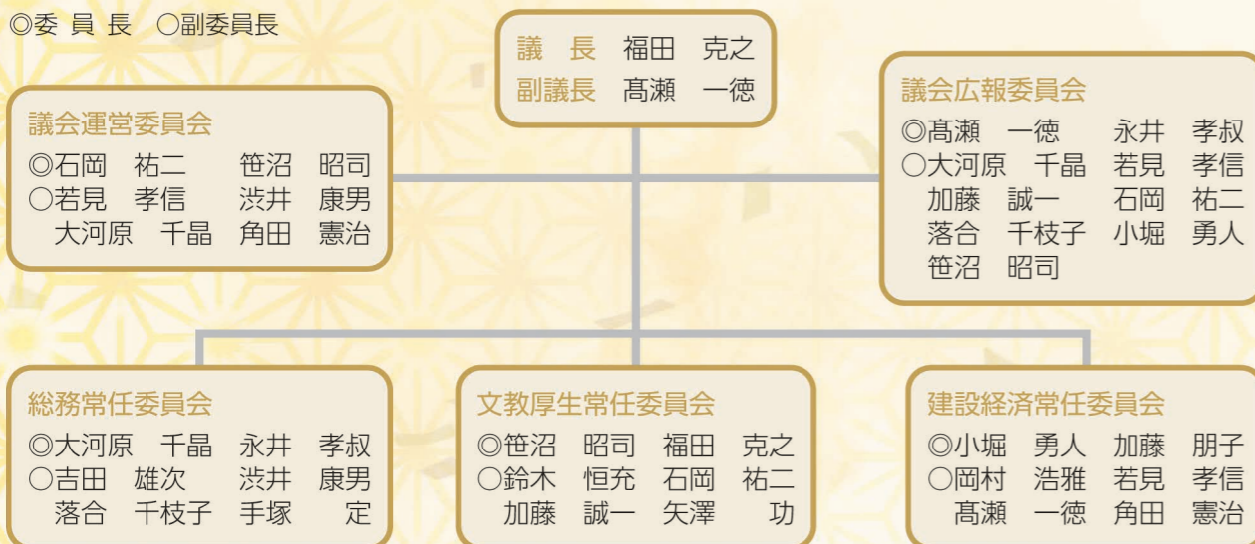 ◎委 員 長　○副委員長
議　長　福田　克之
副議長　髙瀬　一徳
議会運営委員会
◎石岡　祐二　　笹沼　昭司
○若見　孝信　　渋井　康男
　大河原　千晶　角田　憲治
議会広報委員会
◎髙瀬　一徳　　永井　孝叔
○大河原　千晶　若見　孝信
　加藤　誠一　　石岡　祐二
　落合　千枝子　小堀　勇人
　笹沼　昭司
総務常任委員会
◎大河原　千晶　永井　孝叔
○吉田　雄次　　渋井　康男
　落合　千枝子　手塚　　定
文教厚生常任委員会
◎笹沼　昭司　福田　克之
○鈴木　恒充　石岡　祐二
　加藤　誠一　矢澤　　功
建設経済常任委員会
◎小堀　勇人　加藤　朋子
○岡村　浩雅　若見　孝信
　髙瀬　一徳　角田　憲治